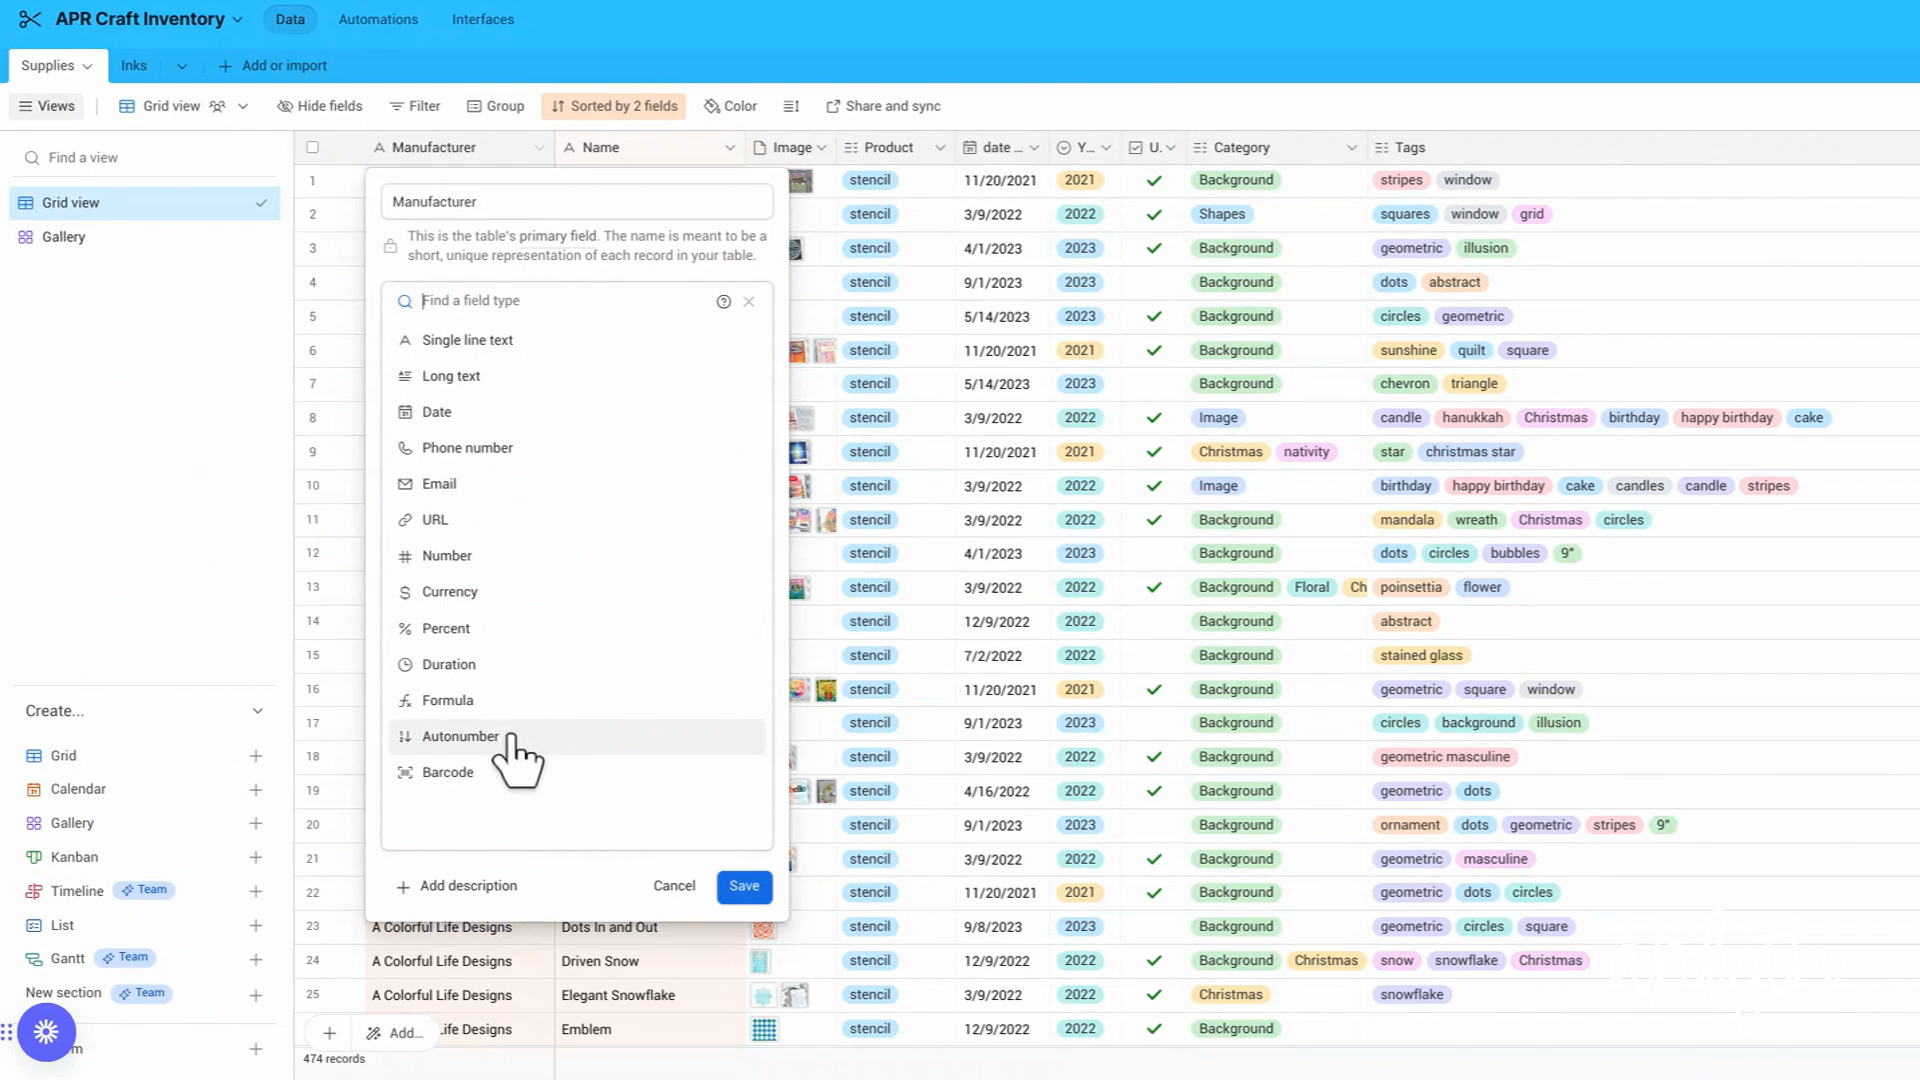 APR Craft Inventory
Data
Automations
Interfaces
Supplies
Inks
Add or import
Views
Grid view
Hide fields
Filter
Group
Sorted by 2 fields
Color
Share and sync
Find a view
Grid view
Gallery
Create...
Grid
Calendar
Gallery
Kanban
Timeline Team
List
Gantt Team
New section Team
Manufacturer Name Image Product date ... Y... U. Category Tags
Manufacturer
This is the table's primary field. The name is meant to be a
short, unique representation of each record in your table.
Find a field type
Single line text
Long text
Date
Phone number
Email
URL
Number
Currency
Percent
Duration
Formula
Autonumber
Barcode
Add description
Cancel
Save
1 stencil 11/20/2021 2021 Background stripes window
2 stencil 3/9/2022 2022 Shapes squares window grid
3 stencil 4/1/2023 2023 Background geometric illusion
4 stencil 9/1/2023 2023 Background dots abstract
5 stencil 5/14/2023 2023 Background circles geometric
6 stencil 11/20/2021 2021 Background sunshine quilt square
7 stencil 5/14/2023 2023 Background chevron triangle
8 stencil 3/9/2022 2022 Image candle hanukkah Christmas birthday happy birthday cake
9 stencil 11/20/2021 2021 Christmas nativity star christmas star
10 stencil 3/9/2022 2022 Image birthday happy birthday cake candles candle stripes
11 stencil 3/9/2022 2022 Background mandala wreath Christmas circles
12 stencil 4/1/2023 2023 Background dots circles bubbles 9"
13 stencil 3/9/2022 2022 Background Floral Ch poinsettia flower
14 stencil 12/9/2022 2022 Background abstract
15 stencil 7/2/2022 2022 Background stained glass
16 stencil 11/20/2021 2021 Background geometric square window
17 stencil 9/1/2023 2023 Background circles background illusion
18 stencil 3/9/2022 2022 Background geometric masculine
19 stencil 4/16/2022 2022 Background geometric dots
20 stencil 9/1/2023 2023 Background ornament dots geometric stripes 9"
21 stencil 3/9/2022 2022 Background geometric masculine
22 stencil 11/20/2021 2021 Background geometric dots circles
23 A Colorful Life Designs Dots In and Out stencil 9/8/2023 2023 Background geometric circles square
24 A Colorful Life Designs Driven Snow stencil 12/9/2022 2022 Background Christmas snow snowflake Christmas
25 A Colorful Life Designs Elegant Snowflake stencil 3/9/2022 2022 Christmas snowflake
Add... ife Designs Emblem stencil 12/9/2022 2022 Background
474 records